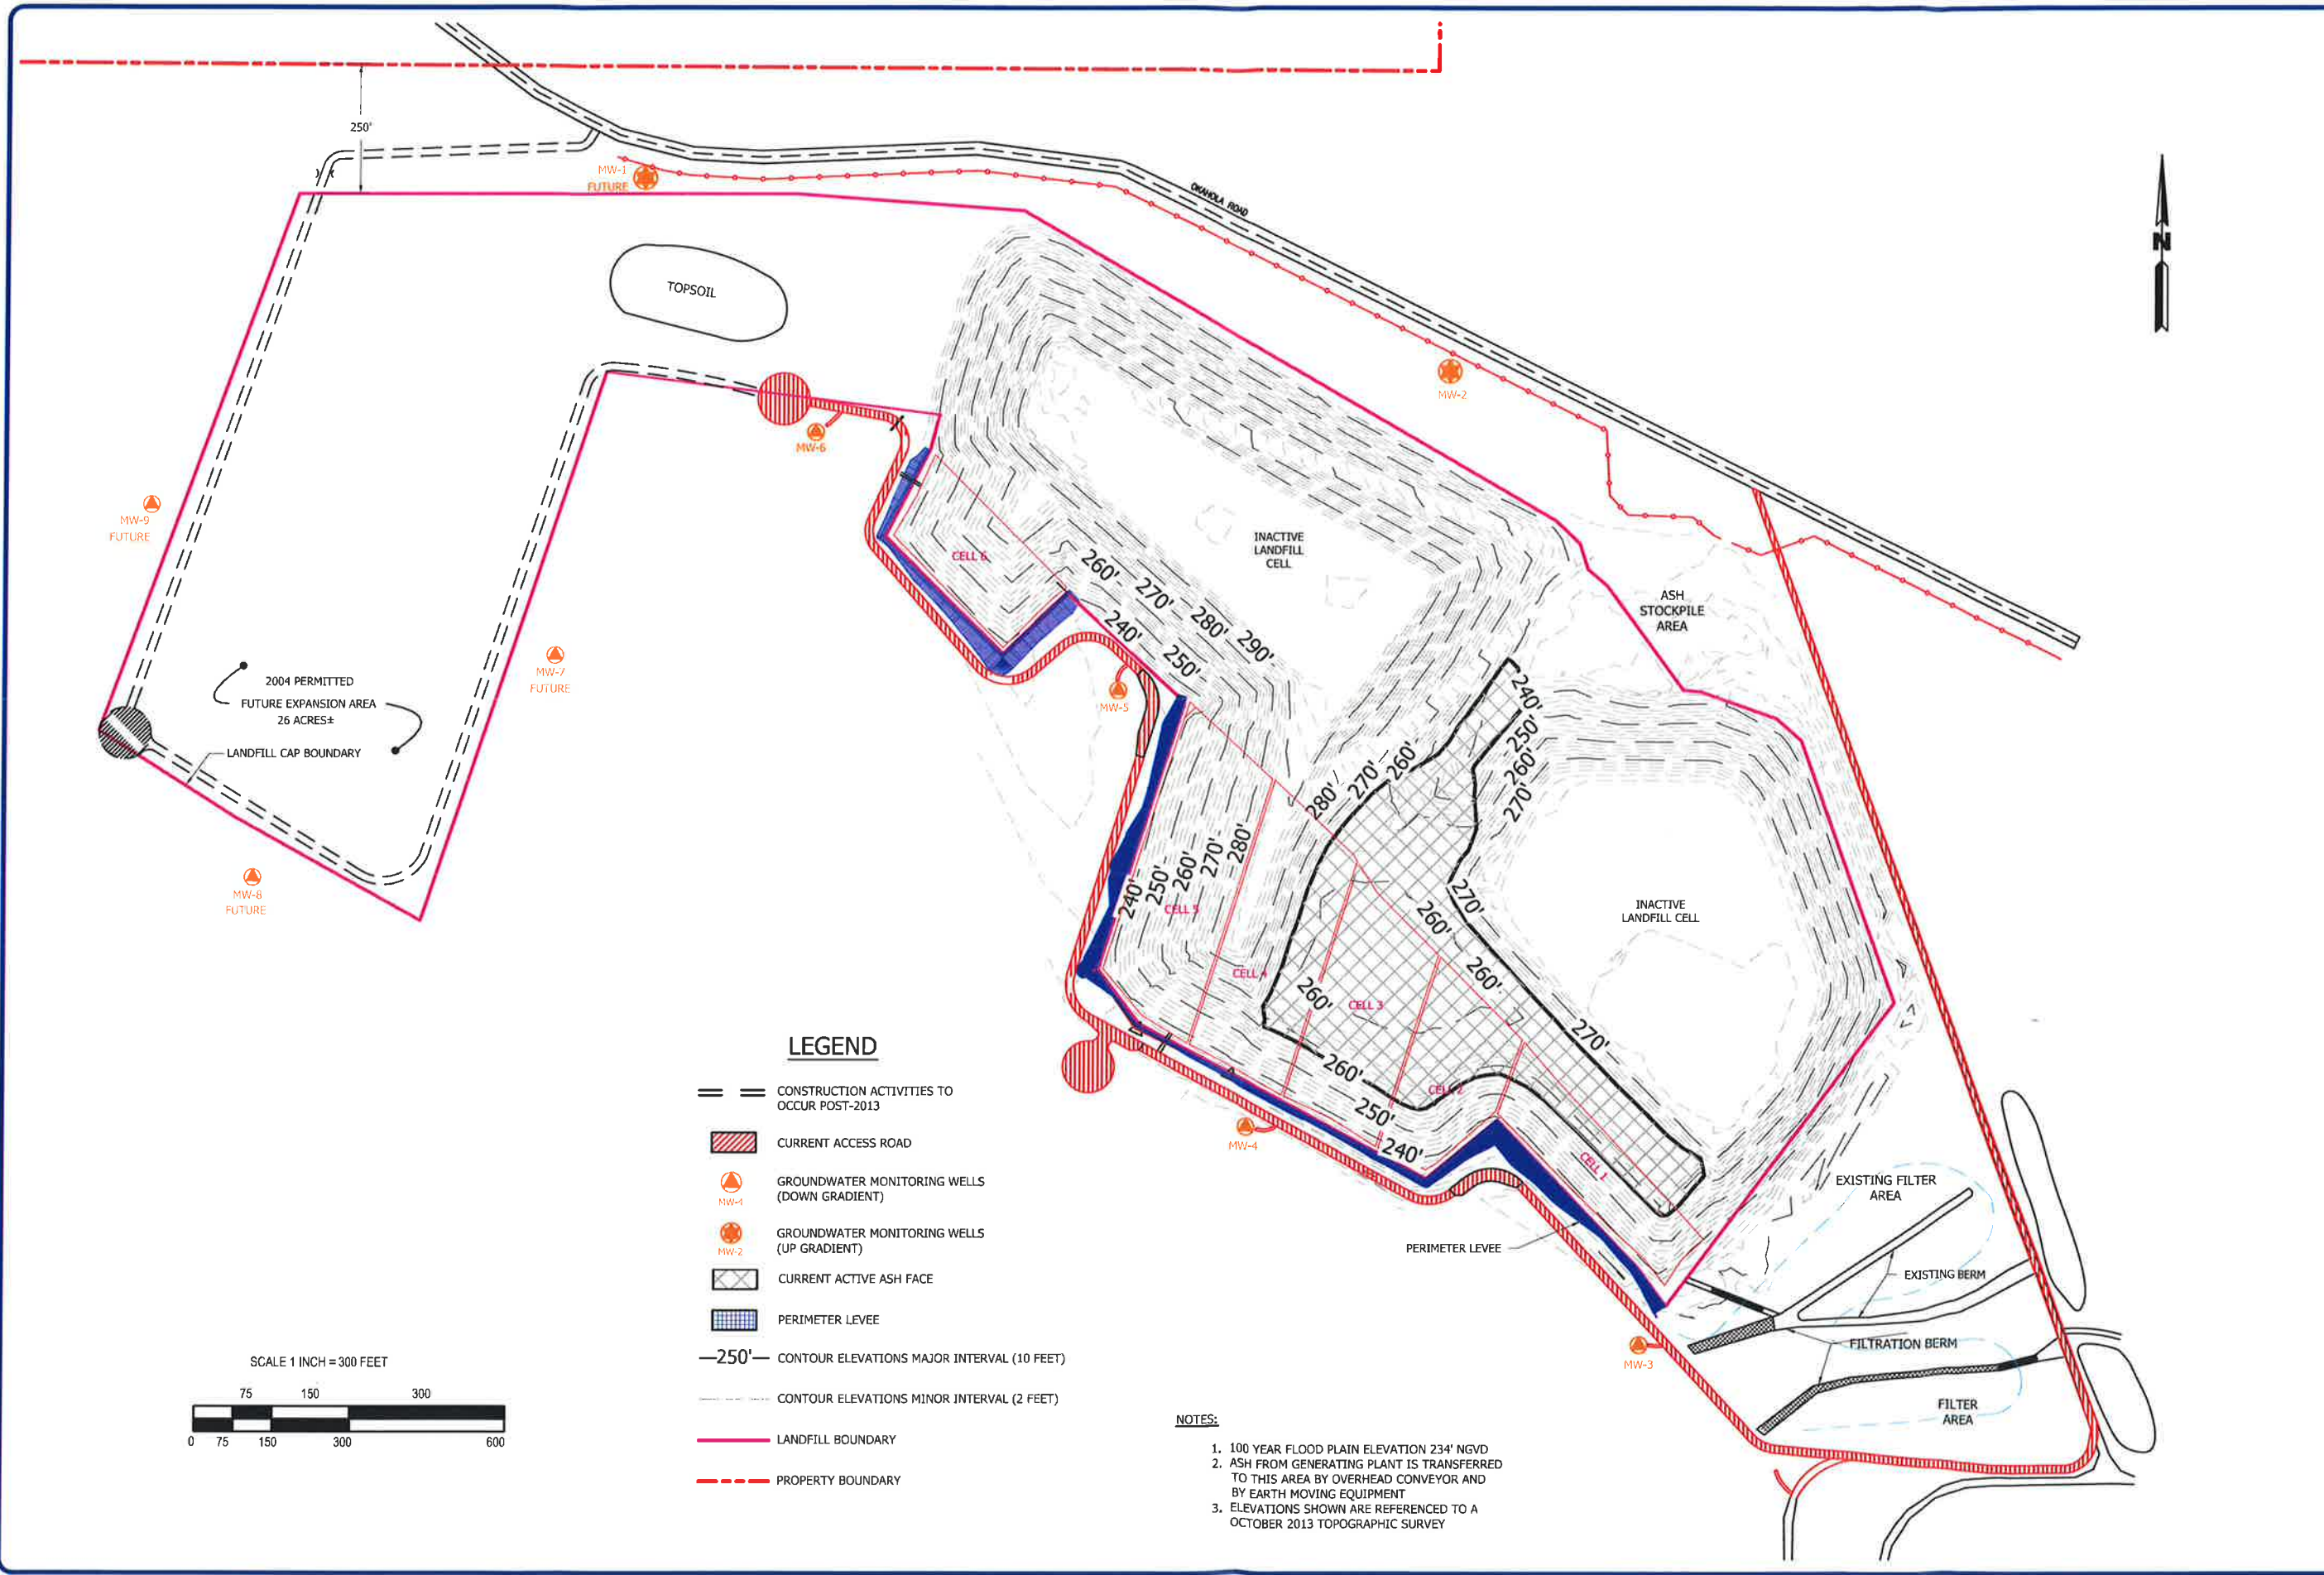 250'
MW-1
FUTURE
OKAHOLA ROAD
N
TOPSOIL
MW-2
MW-6
MW-9
FUTURE
CELL 6
INACTIVE
LANDFILL
CELL
260'
270'
280'
290'
240'
250'
ASH
STOCKPILE
AREA
MW-7
FUTURE
MW-5
2004 PERMITTED
FUTURE EXPANSION AREA
26 ACRES±
LANDFILL CAP BOUNDARY
240'
250'
260'
270'
280'
270'
260'
240'
250'
260'
270'
280'
CELL 5
MW-8
FUTURE
270'
260'
260'
270'
INACTIVE
LANDFILL CELL
CELL 4
260'
CELL 3
260'
CELL 2
250'
240'
CELL 1
MW-4
EXISTING FILTER
AREA
PERIMETER LEVEE
EXISTING BERM
FILTRATION BERM
MW-3
FILTER
AREA
LEGEND
CONSTRUCTION ACTIVITIES TO
OCCUR POST-2013
CURRENT ACCESS ROAD
GROUNDWATER MONITORING WELLS
(DOWN GRADIENT)
MW-4
GROUNDWATER MONITORING WELLS
(UP GRADIENT)
MW-2
CURRENT ACTIVE ASH FACE
PERIMETER LEVEE
250'
CONTOUR ELEVATIONS MAJOR INTERVAL (10 FEET)
CONTOUR ELEVATIONS MINOR INTERVAL (2 FEET)
LANDFILL BOUNDARY
PROPERTY BOUNDARY
SCALE 1 INCH = 300 FEET
75 150 300
0 75 150 300 600
NOTES:
1. 100 YEAR FLOOD PLAIN ELEVATION 234' NGVD
2. ASH FROM GENERATING PLANT IS TRANSFERRED
TO THIS AREA BY OVERHEAD CONVEYOR AND
BY EARTH MOVING EQUIPMENT
3. ELEVATIONS SHOWN ARE REFERENCED TO A
OCTOBER 2013 TOPOGRAPHIC SURVEY